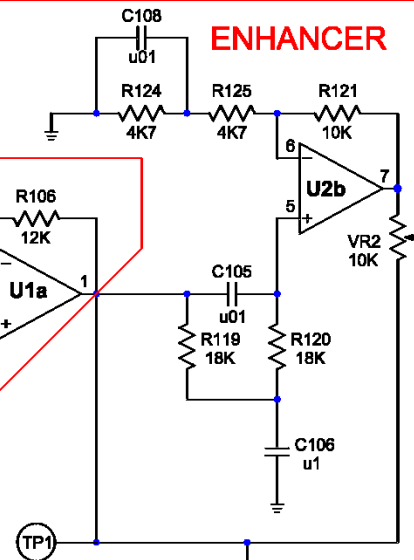 C108
u01
ENHANCER
R124
4K7
R125
4K7
R121
10K
6
7
U2b
5
VR2
10K
R106
12K
1
U1a
C105
u01
R119
18K
R120
18K
C106
u1
TP1